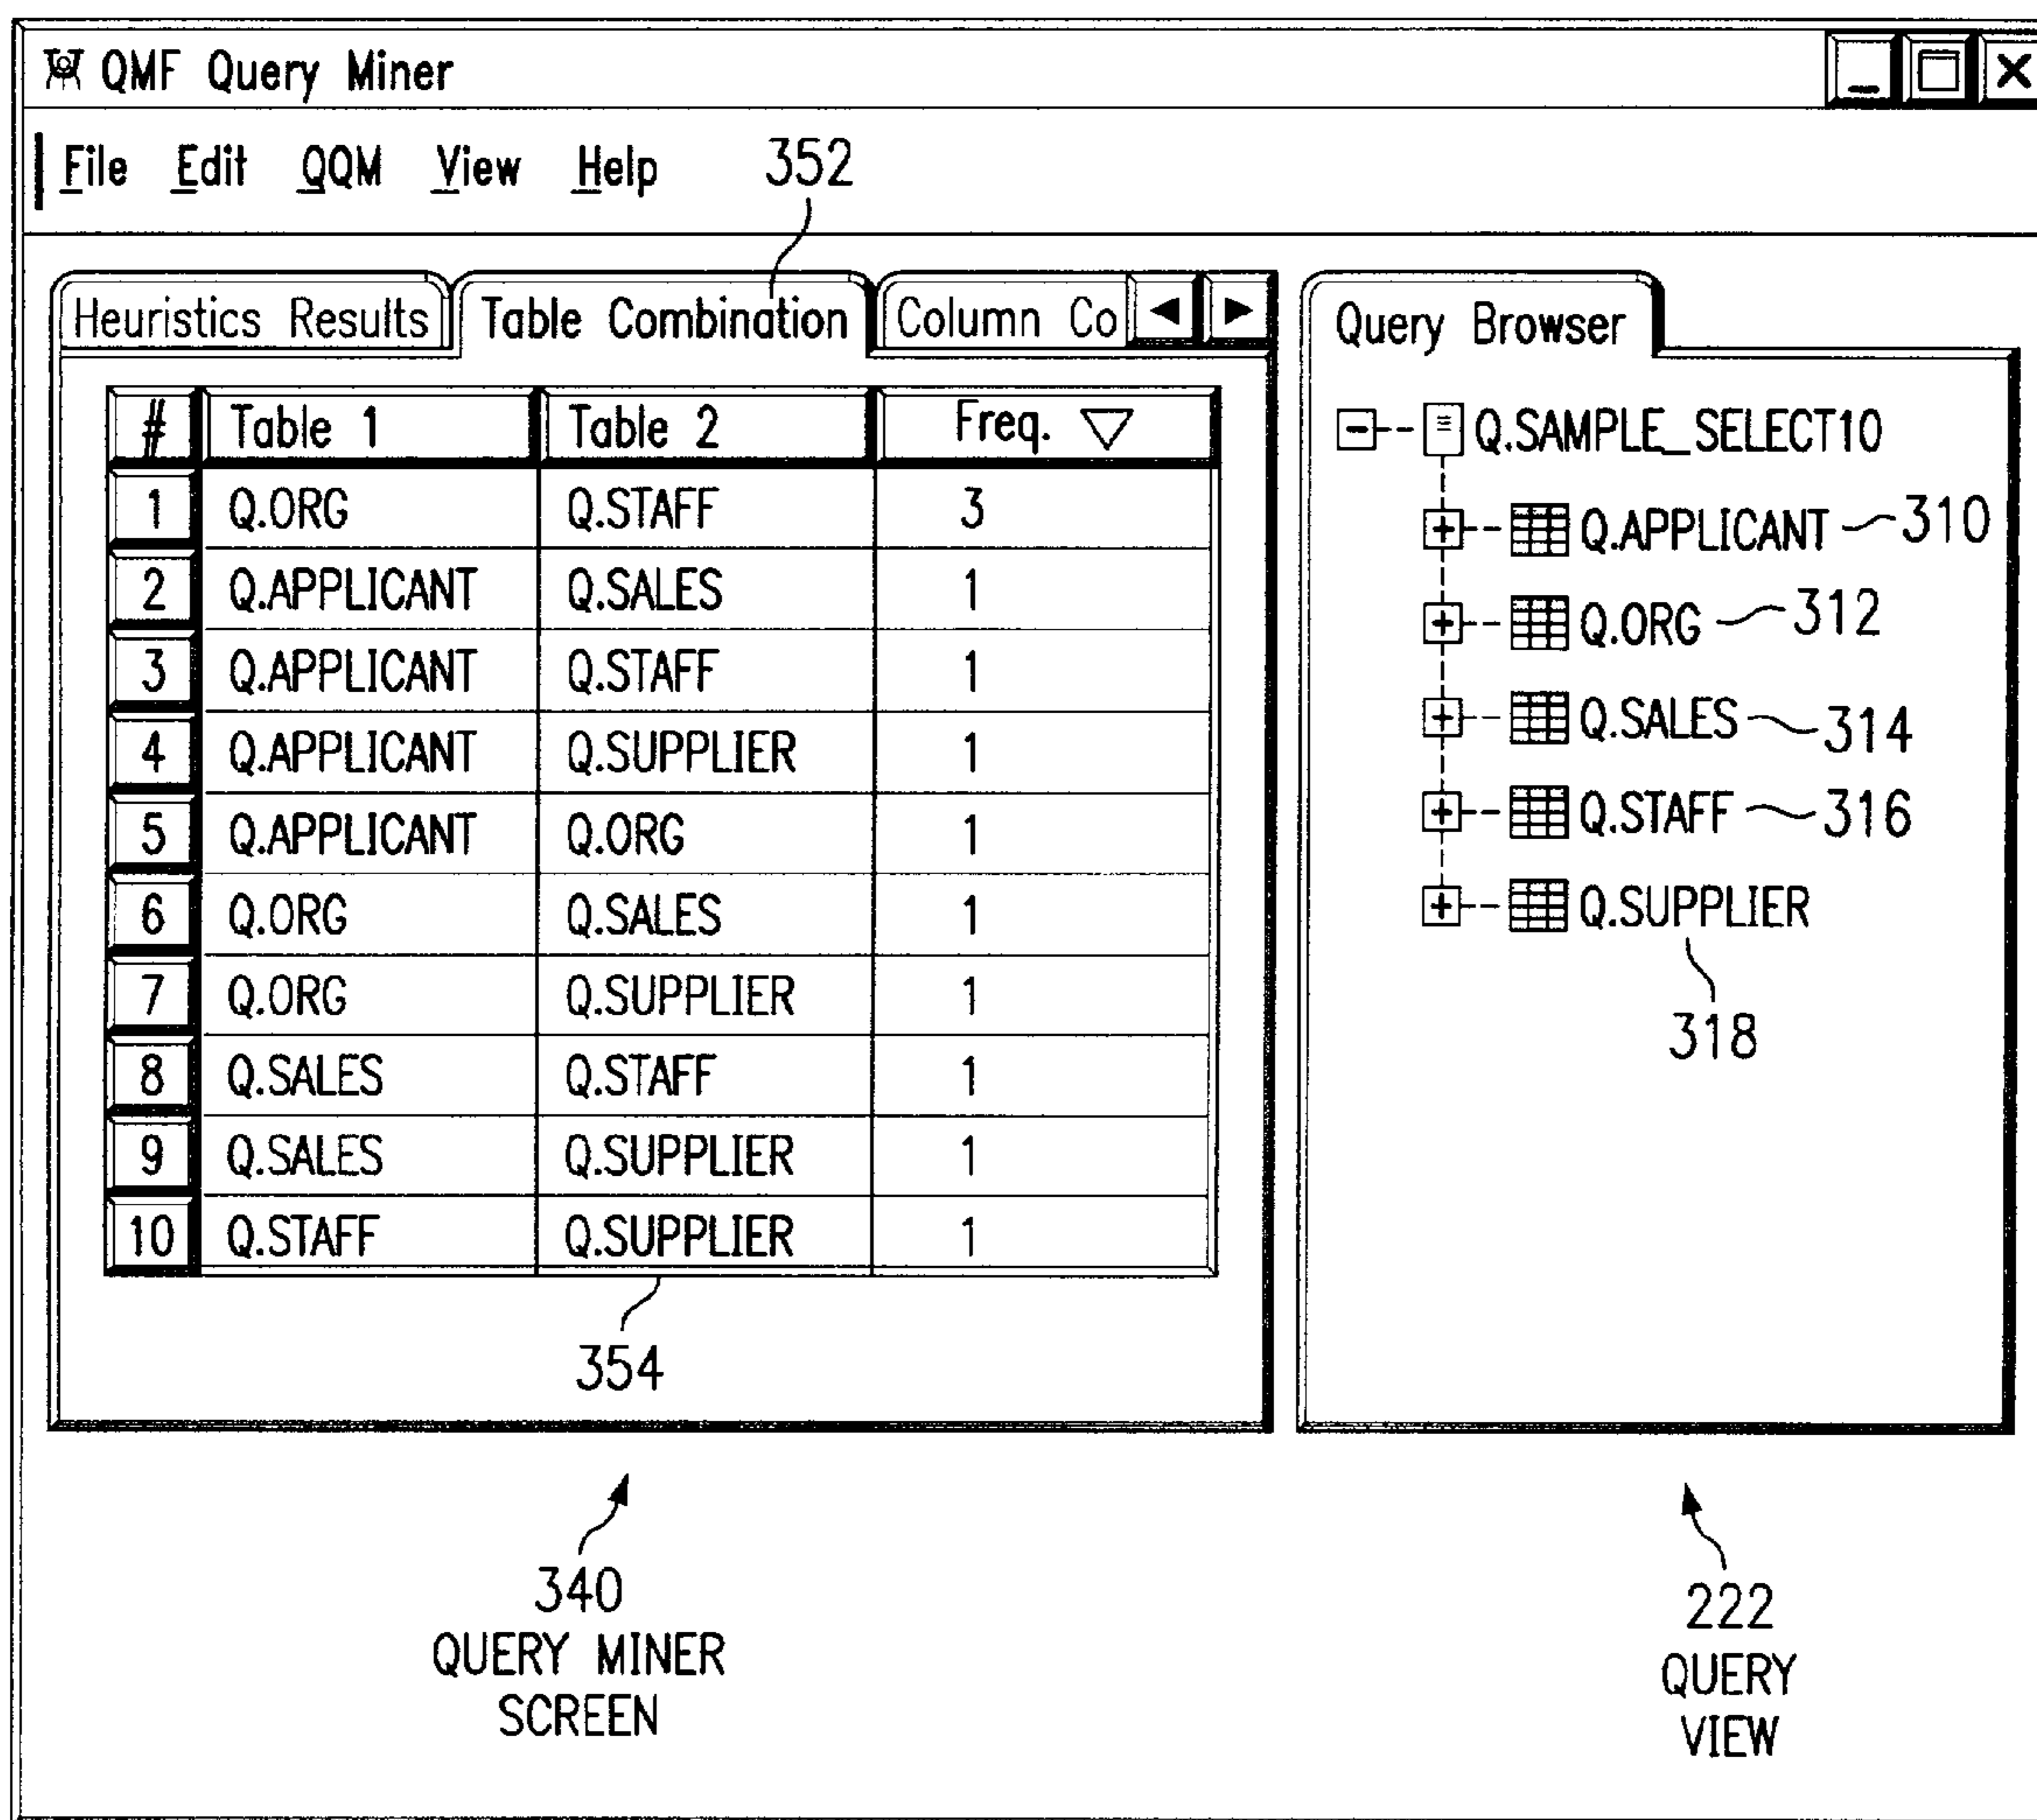 QMF Query Miner
File Edit QQM View Help
352
Heuristics Results Table Combination Column Co
# Table 1 Table 2 Freq.
1 Q.ORG Q.STAFF 3
2 Q.APPLICANT Q.SALES 1
3 Q.APPLICANT Q.STAFF 1
4 Q.APPLICANT Q.SUPPLIER 1
5 Q.APPLICANT Q.ORG 1
6 Q.ORG Q.SALES 1
7 Q.ORG Q.SUPPLIER 1
8 Q.SALES Q.STAFF 1
9 Q.SALES Q.SUPPLIER 1
10 Q.STAFF Q.SUPPLIER 1
354
340
QUERY MINER
SCREEN
Query Browser
Q.SAMPLE_SELECT10
Q.APPLICANT 310
Q.ORG 312
Q.SALES 314
Q.STAFF 316
Q.SUPPLIER
318
222
QUERY
VIEW